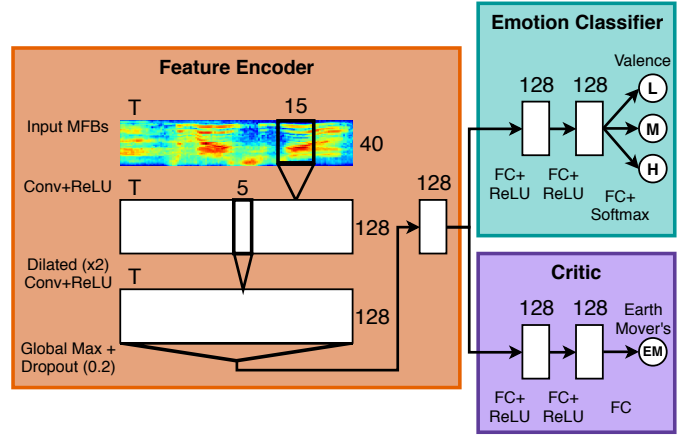 Feature Encoder
T
15
Input MFBs
40
Conv+ReLU
T
5
128
Dilated (x2)
Conv+ReLU
T
128
Global Max +
Dropout (0.2)
128
Emotion Classifier
128
128
Valence
L
M
H
FC+
ReLU
FC+
ReLU
FC+
Softmax
Critic
128
128
Earth
Mover's
EM
FC+
ReLU
FC+
ReLU
FC